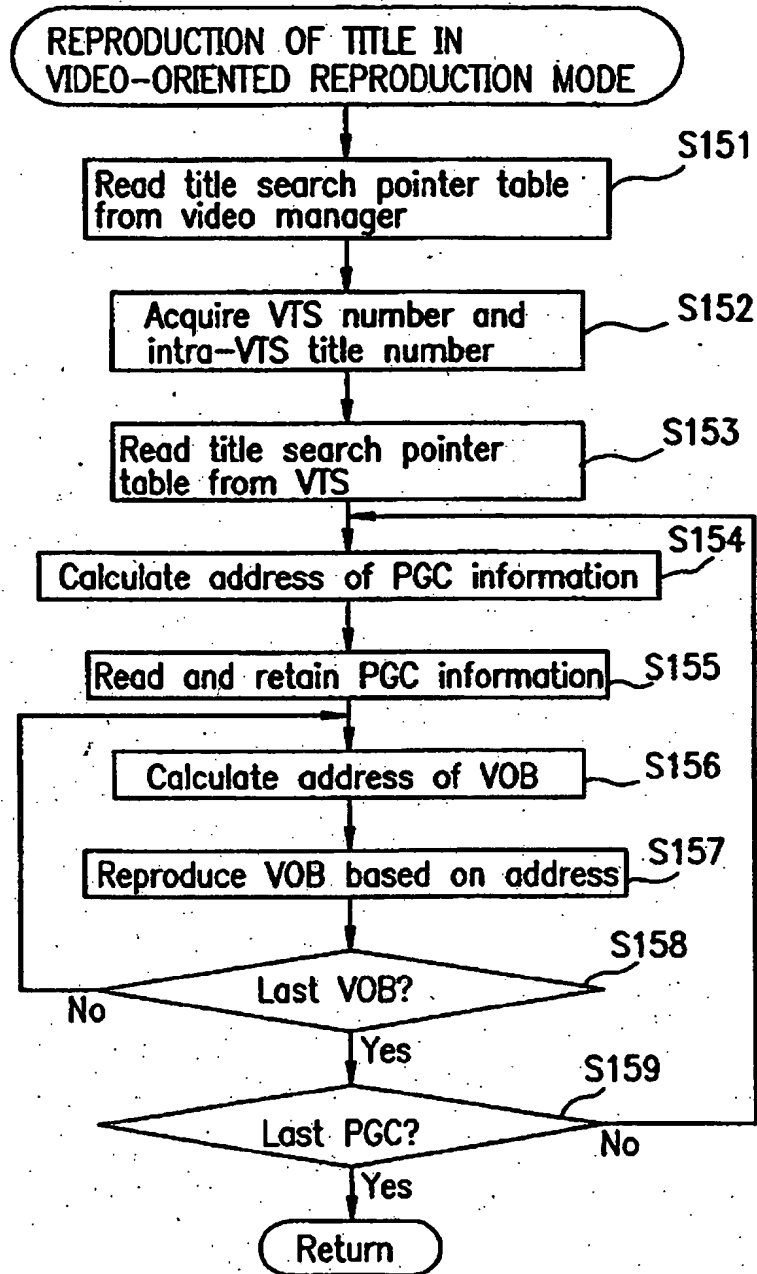 REPRODUCTION OF TITLE IN
VIDEO-ORIENTED REPRODUCTION MODE
S151
Read title search pointer table
from video manager
S152
Acquire VTS number and
intra-VTS title number
S153
Read title search pointer
table from VTS
S154
Calculate address of PGC information
Read and retain PGC information
S155
Calculate address of VOB
S156
S157
Reproduce VOB based on address
S158
Last VOB?
No
Yes
S159
Last PGC?
No
Yes
Return